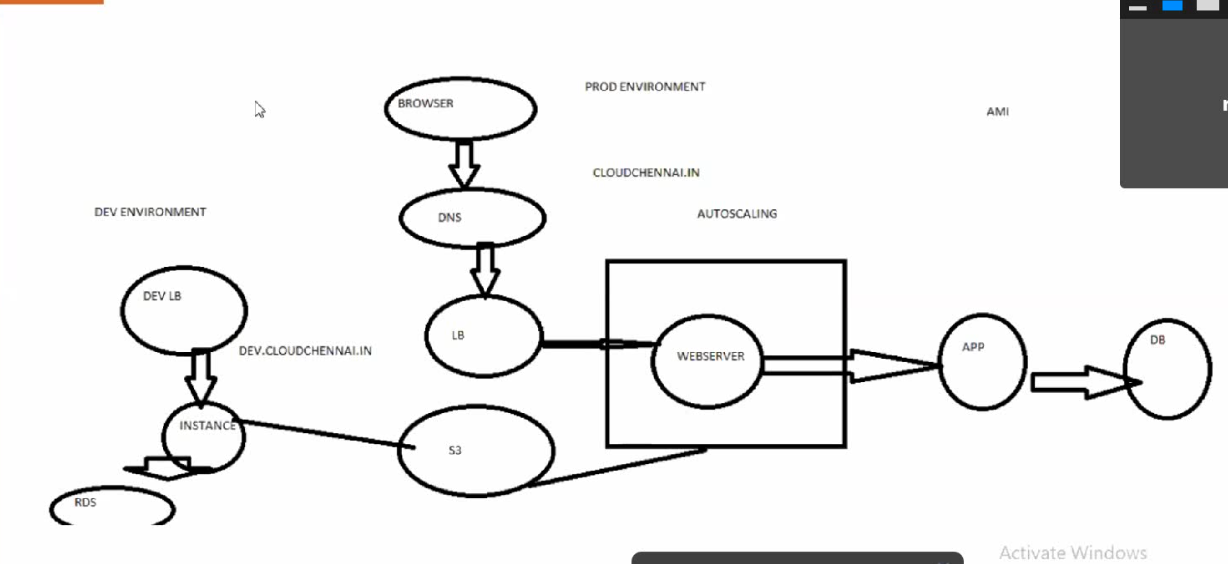 BROWSER
PROD ENVIRONMENT
AMI
CLOUDCHENNAI.IN
DEV ENVIRONMENT
DNS
AUTOSCALING
DEV LB
LB
DEV.CLOUDCHENNAI.IN
WEBSERVER
APP
DB
INSTANCE
S3
RDS
Activate Windows